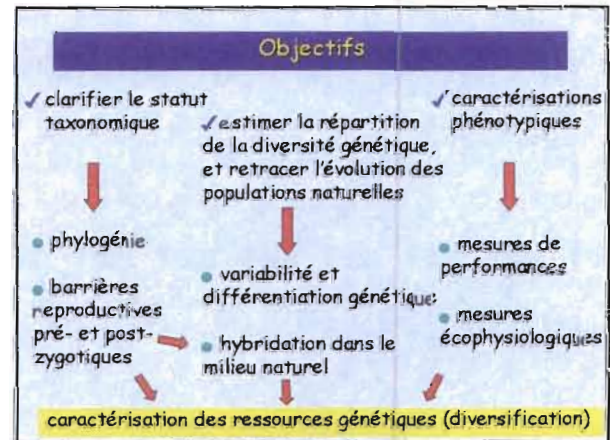 Objectifs
✓ clarifier le statut
taxonomique
• phylogénie
• barrières
reproductives
pré- et post-
zygotiques
✓ estimer la répartition
de la diversité génétique,
et retracer l'évolution des
populations naturelles
• variabilité et
différentiation génétique
• hybridation dans le
milieu naturel
✓ caractérisations
phénotypiques
• mesures de
performances
• mesures
écophysiologiques
caractérisation des ressources génétiques (diversification)